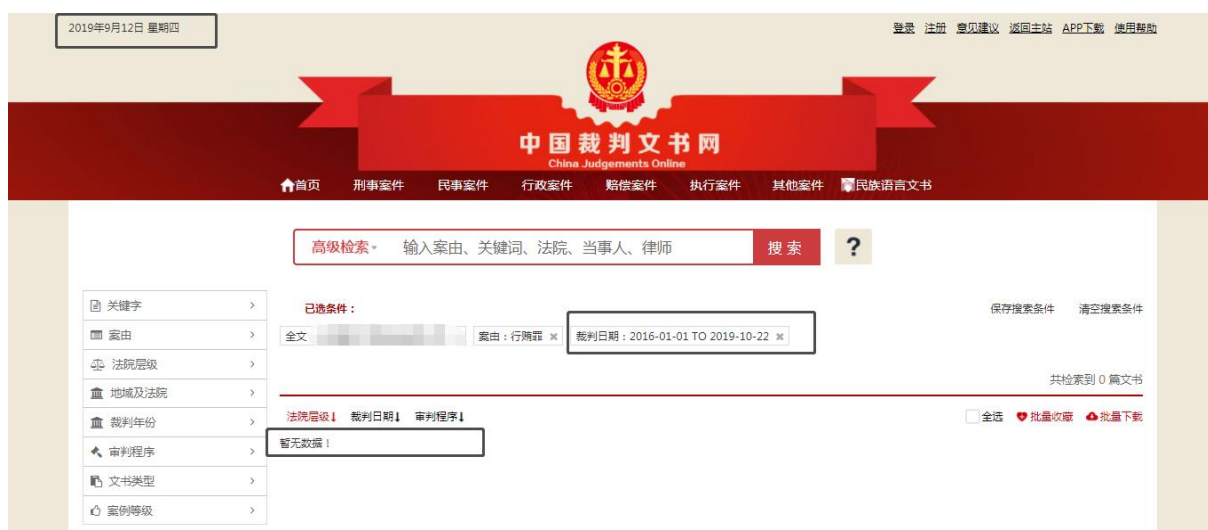 2019年9月12日 星期四
登录 注册 意见建议 返回主站 APP下载 使用帮助
中国裁判文书网
China Judgements Online
首页 刑事案件 民事案件 行政案件 赔偿案件 执行案件 其他案件 民族语言文书
高级检索 输入案由、关键词、法院、当事人、律师 搜索 ?
关键字
案由
法院层级
地域及法院
裁判年份
审判程序
文书类型
案例等级
已选条件：
保存搜索条件 清空搜索条件
全文 案由：行贿罪 × 裁判日期：2016-01-01 TO 2019-10-22 ×
共检索到 0 篇文书
法院层级↓ 裁判日期↓ 审判程序↓
全选 批量收藏 批量下载
暂无数据！